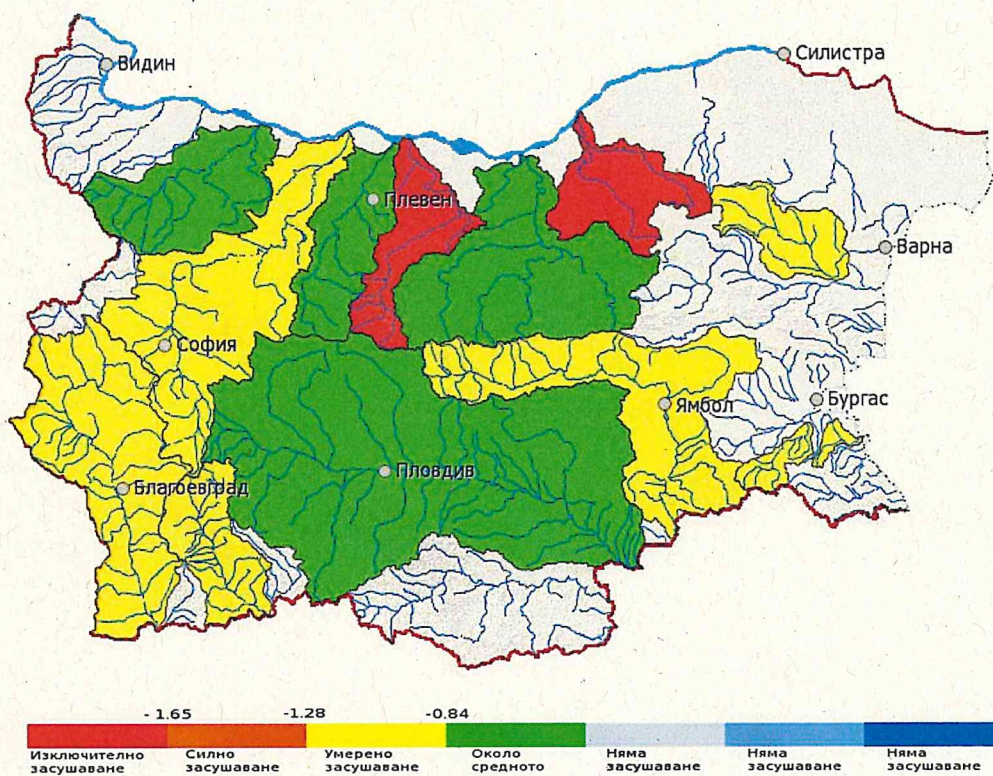 Видин
Силистра
Плевен
Варна
София
Ямбол
Бургас
Пловдив
Благоевград
- 1.65
-1.28
-0.84
Изключително засушаване
Силно засушаване
Умерено засушаване
Около средното
Няма засушаване
Няма засушаване
Няма засушаване